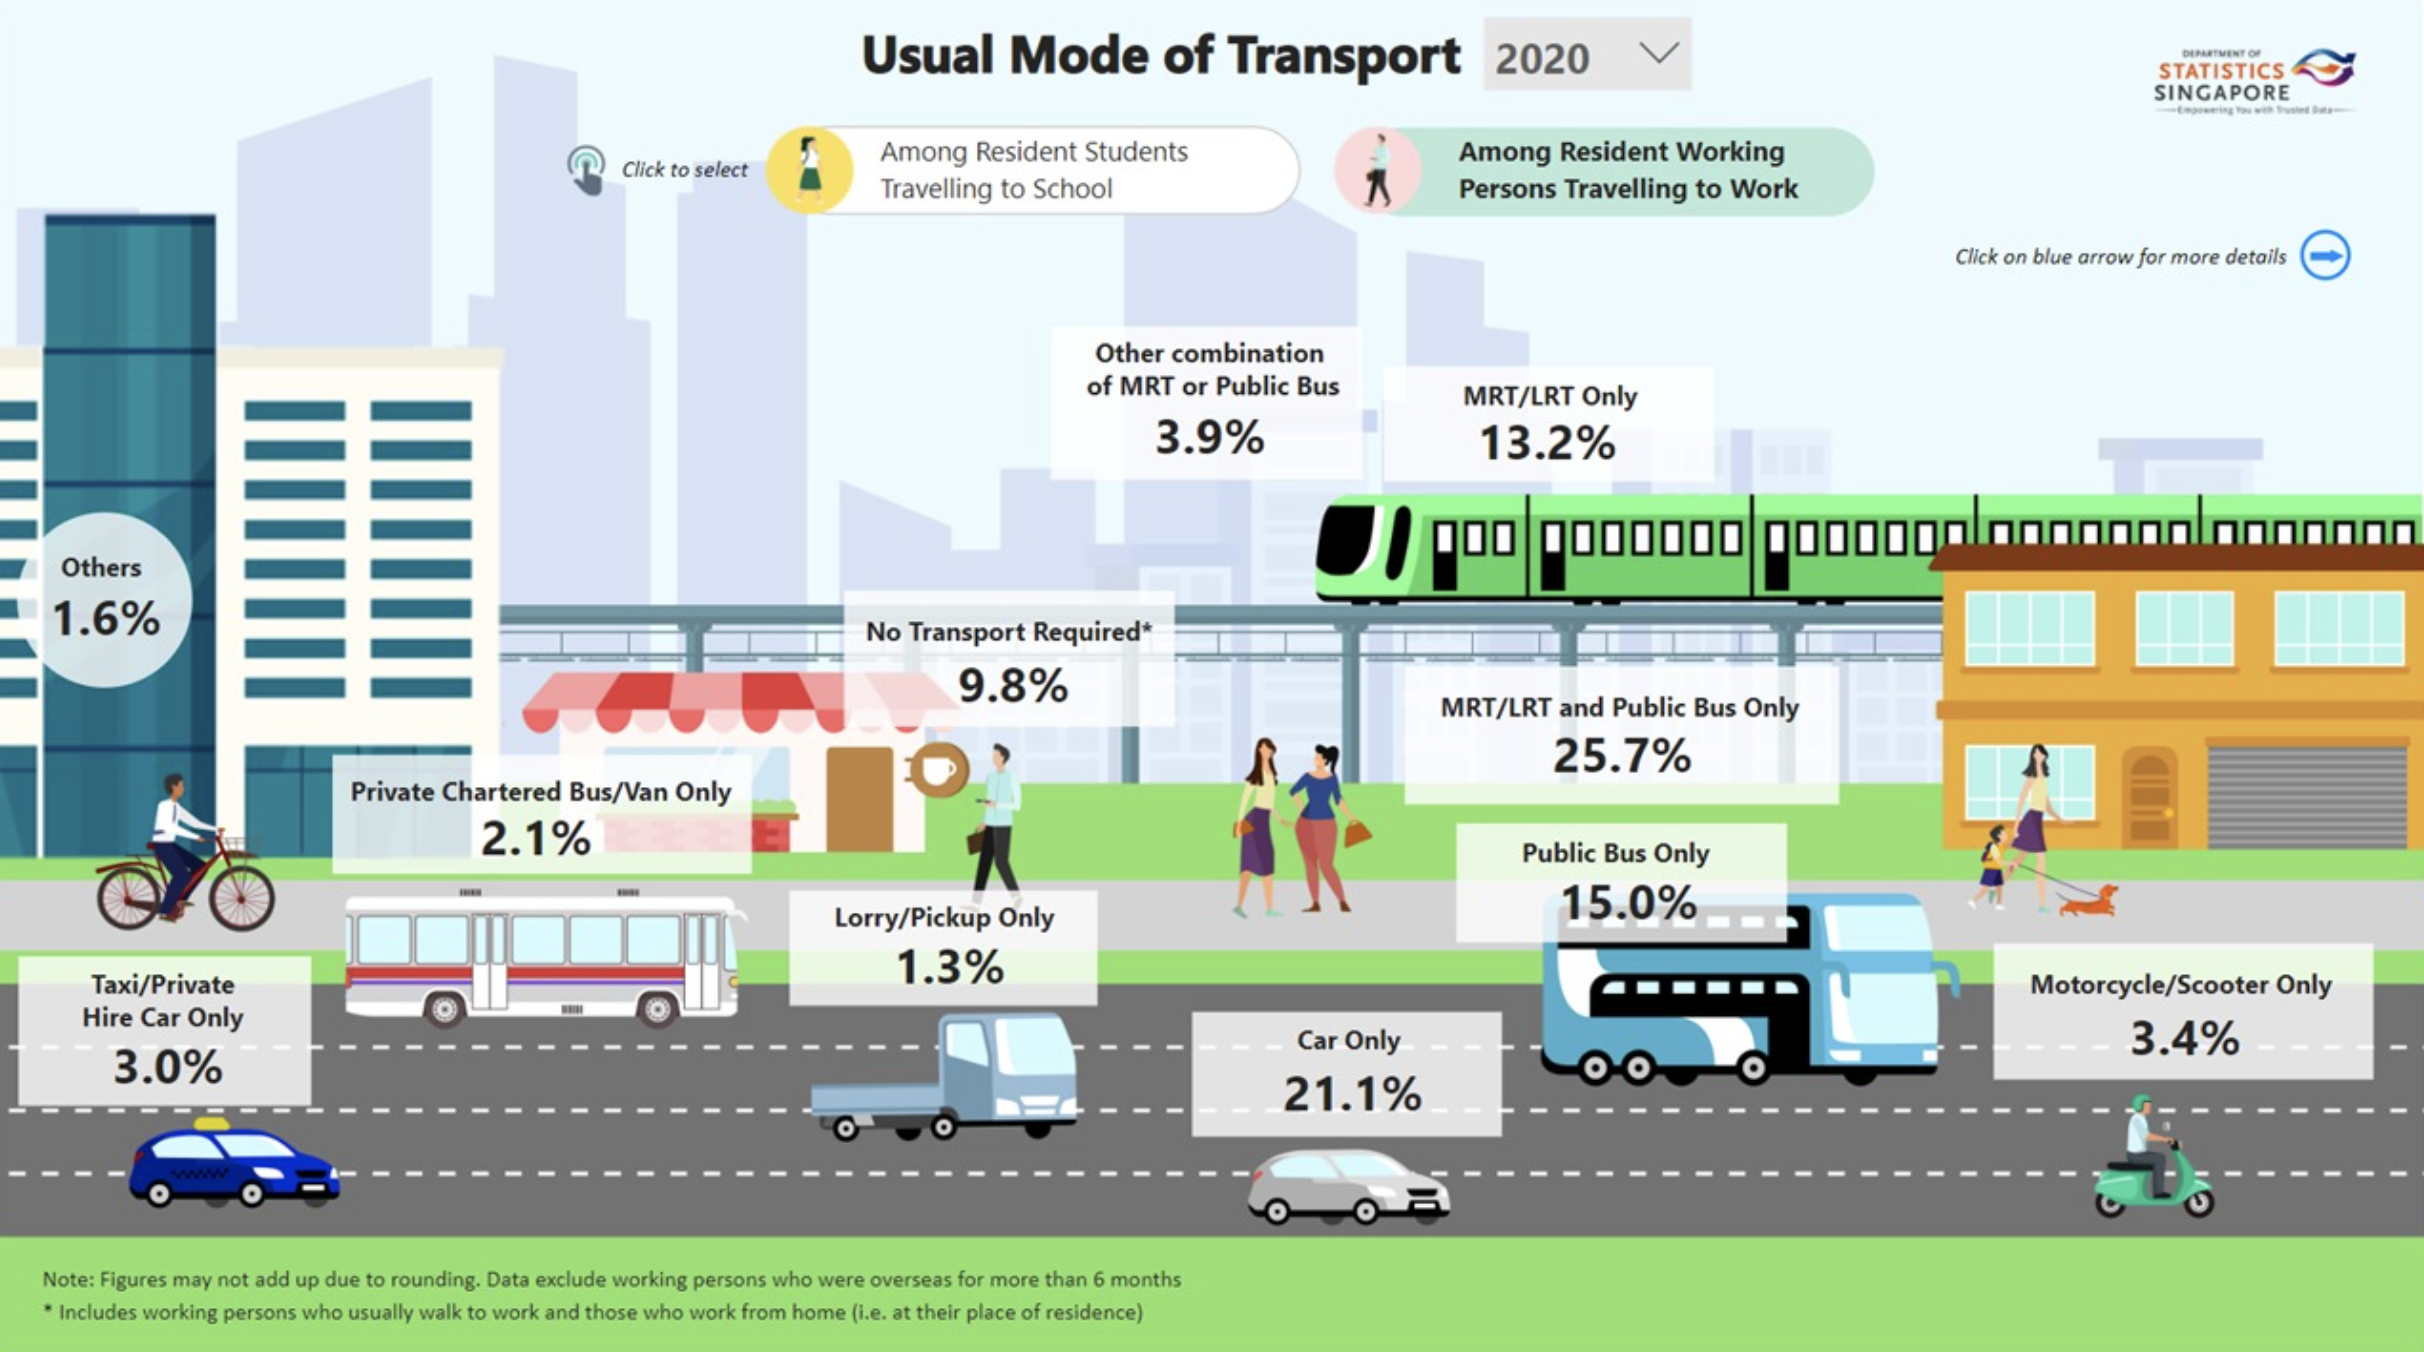 Usual Mode of Transport 2020
DEPARTMENT OF
STATISTICS
SINGAPORE
Empowering You with Trusted Data
Click to select
Among Resident Students
Travelling to School
Among Resident Working
Persons Travelling to Work
Click on blue arrow for more details
Other combination
of MRT or Public Bus
3.9%
MRT/LRT Only
13.2%
Others
1.6%
No Transport Required*
9.8%
MRT/LRT and Public Bus Only
25.7%
Private Chartered Bus/Van Only
2.1%
Public Bus Only
15.0%
Lorry/Pickup Only
1.3%
Taxi/Private
Hire Car Only
3.0%
Car Only
21.1%
Motorcycle/Scooter Only
3.4%
Note: Figures may not add up due to rounding. Data exclude working persons who were overseas for more than 6 months
* Includes working persons who usually walk to work and those who work from home (i.e. at their place of residence)